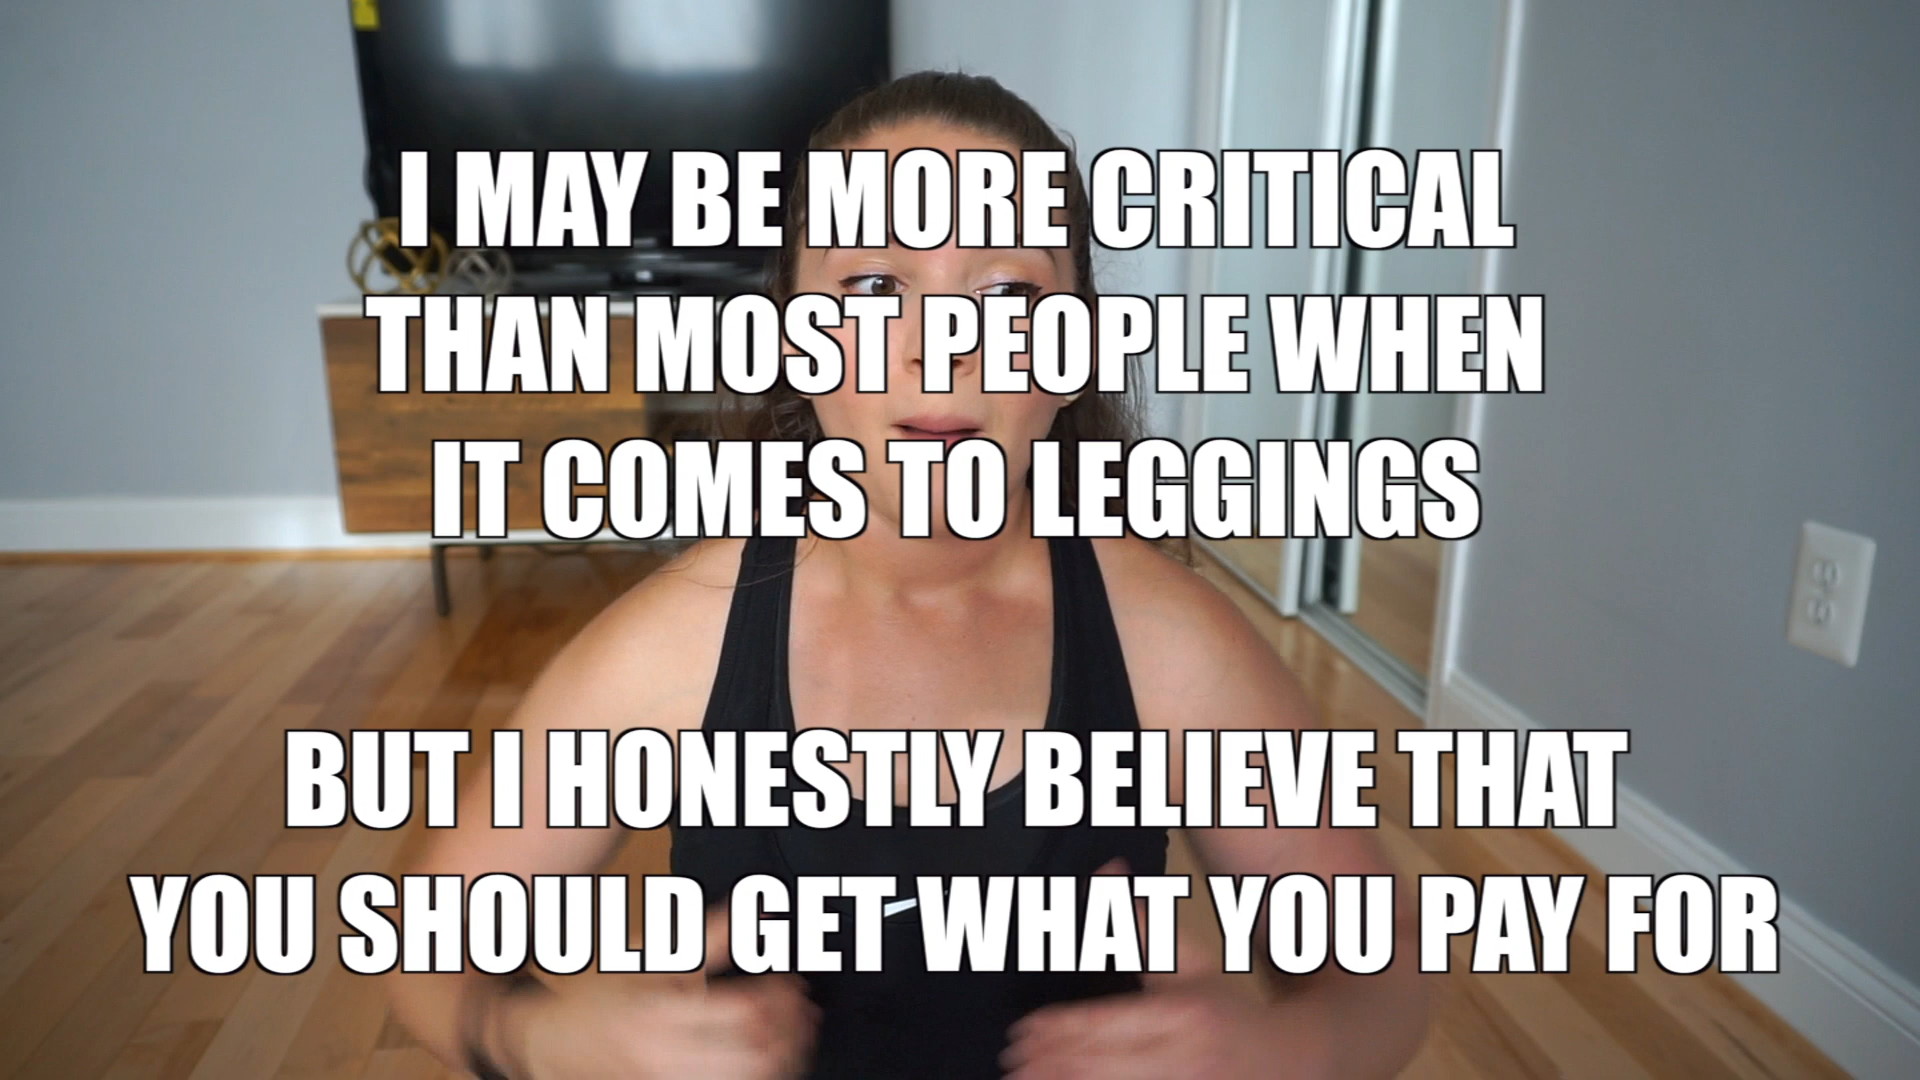 I MAY BE MORE CRITICAL
THAN MOST PEOPLE WHEN
IT COMES TO LEGGINGS
BUT I HONESTLY BELIEVE THAT
YOU SHOULD GET WHAT YOU PAY FOR